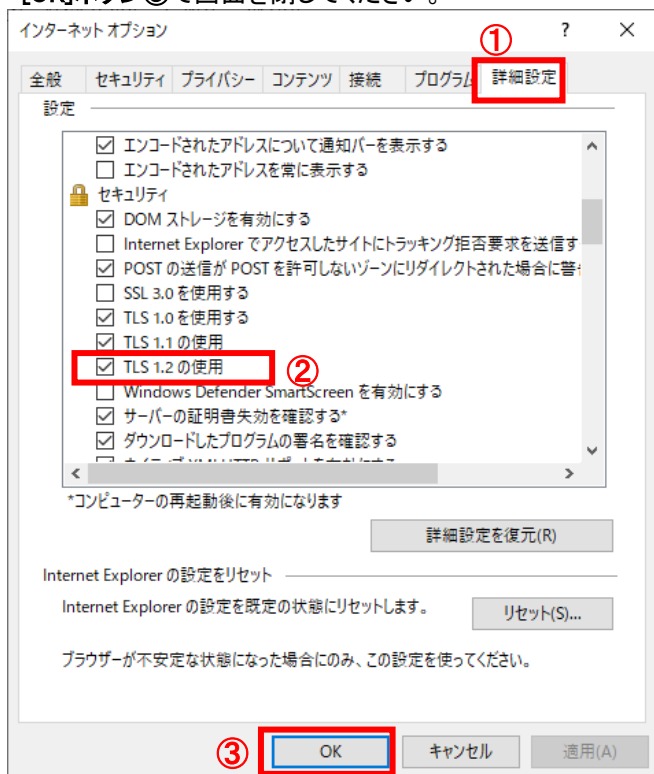 [OK]ボタン③で画面を閉じてください。
インターネット オプション
①
?
全般 セキュリティ プライバシー コンテンツ 接続 プログラム 詳細設定
設定
エンコードされたアドレスについて通知バーを表示する
エンコードされたアドレスを常に表示する
セキュリティ
DOM ストレージを有効にする
Internet Explorer でアクセスしたサイトにトラッキング拒否要求を送信す
POST の送信が POST を許可しないゾーンにリダイレクトされた場合に警
SSL 3.0 を使用する
TLS 1.0 を使用する
TLS 1.1 の使用
TLS 1.2 の使用 ②
Windows Defender SmartScreen を有効にする
サーバーの証明書失効を確認する*
ダウンロードしたプログラムの署名を確認する
*コンピューターの再起動後に有効になります
詳細設定を復元(R)
Internet Explorer の設定をリセット
Internet Explorer の設定を既定の状態にリセットします。
リセット(S)...
ブラウザーが不安定な状態になった場合にのみ、この設定を使ってください。
③ OK キャンセル 適用(A)